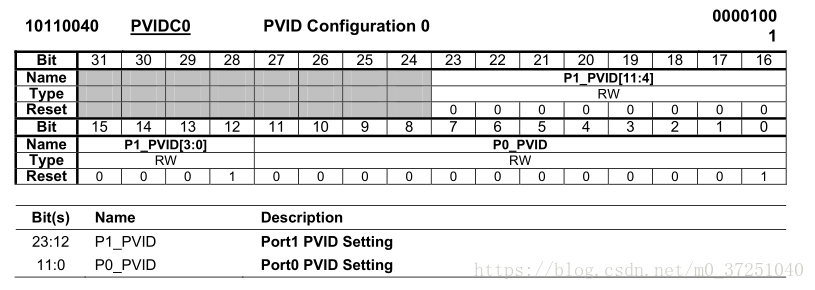 10110040 PVIDC0 PVID Configuration 0 0000100
1
Bit 31 30 29 28 27 26 25 24 23 22 21 20 19 18 17 16
Name P1_PVID[11:4]
Type RW
Reset 0 0 0 0 0 0 0 0
Bit 15 14 13 12 11 10 9 8 7 6 5 4 3 2 1 0
Name P1_PVID[3:0] P0_PVID
Type RW RW
Reset 0 0 0 1 0 0 0 0 0 0 0 0 0 0 0 1
Bit(s) Name Description
23:12 P1_PVID Port1 PVID Setting
11:0 P0_PVID Port0 PVID Setting
https://blog.csdn.net/m0_37251040